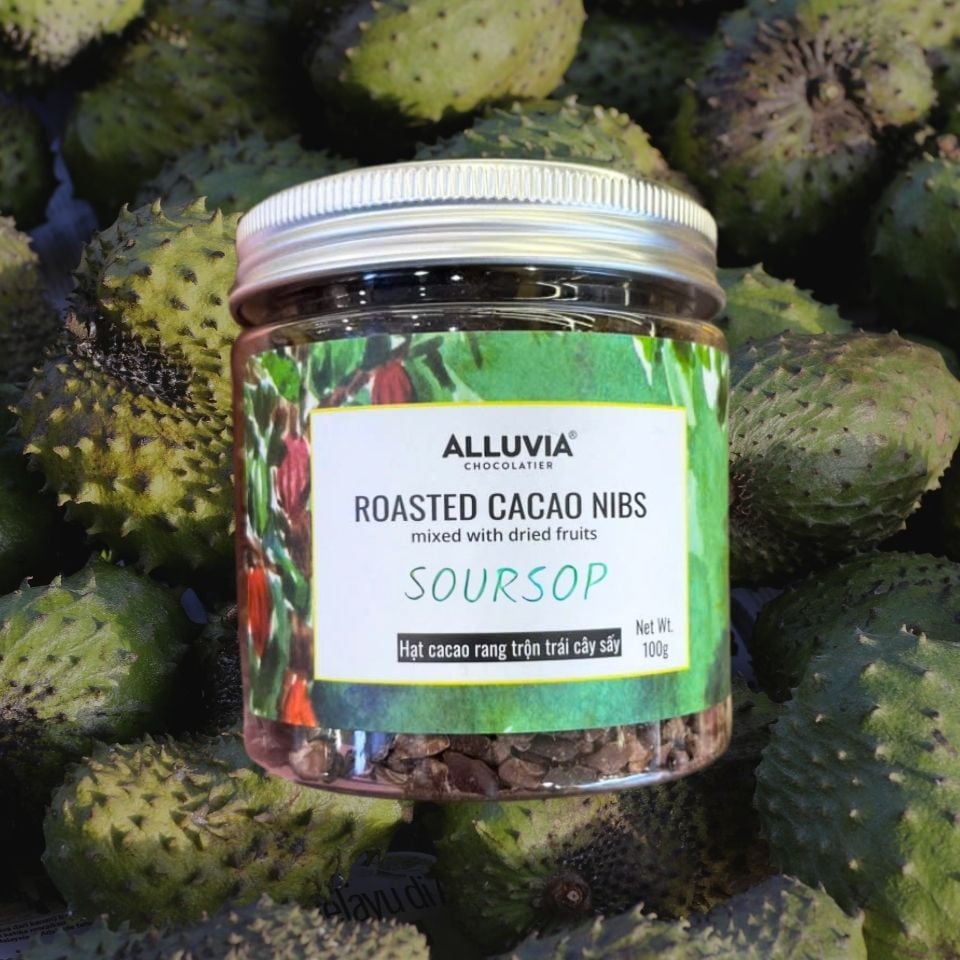 ALLUVIA®
CHOCOLATIER
ROASTED CACAO NIBS
mixed with dried fruits
SOURSOP
Hạt cacao rang trộn trái cây sấy
Net Wt.
100g